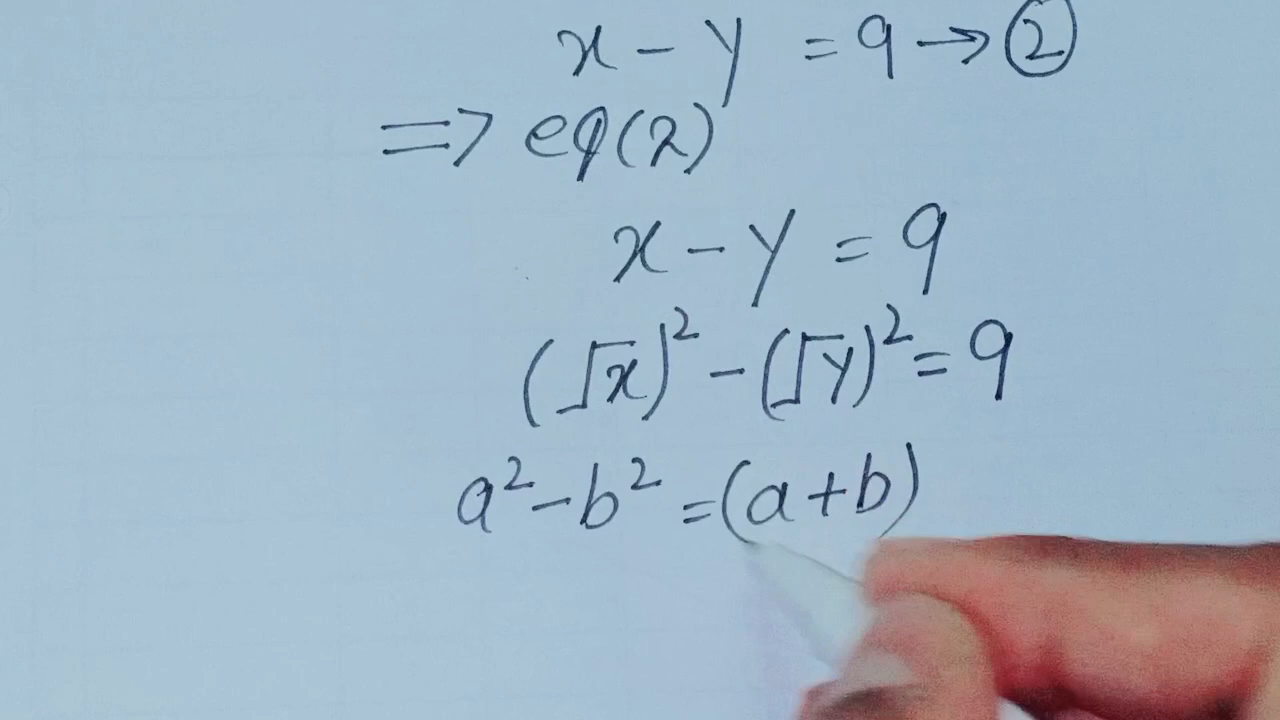 x - y = 9 → ②
⇒ eq(2)
x - y = 9
(√x)² - (√y)² = 9
a² - b² = (a + b)